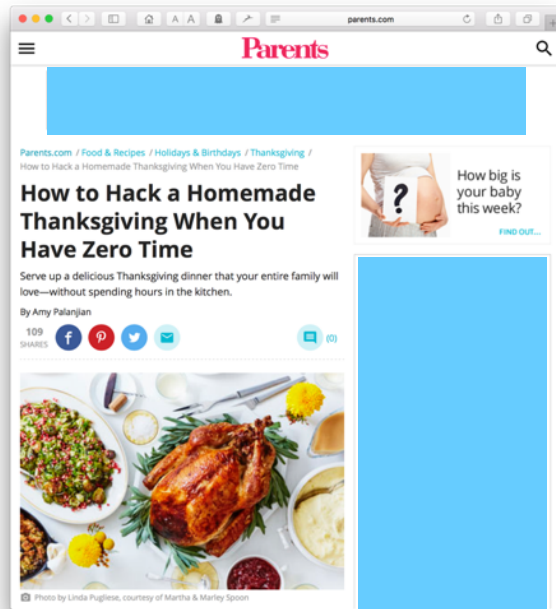 A A
parents.com
Parents
Parents.com / Food & Recipes / Holidays & Birthdays / Thanksgiving /
How to Hack a Homemade Thanksgiving When You Have Zero Time
How to Hack a Homemade
Thanksgiving When You
Have Zero Time
Serve up a delicious Thanksgiving dinner that your entire family will
love—without spending hours in the kitchen.
By Amy Palanjian
109
SHARES
(0)
Photo by Linda Pugliese, courtesy of Martha & Marley Spoon
?
How big is
your baby
this week?
FIND OUT...